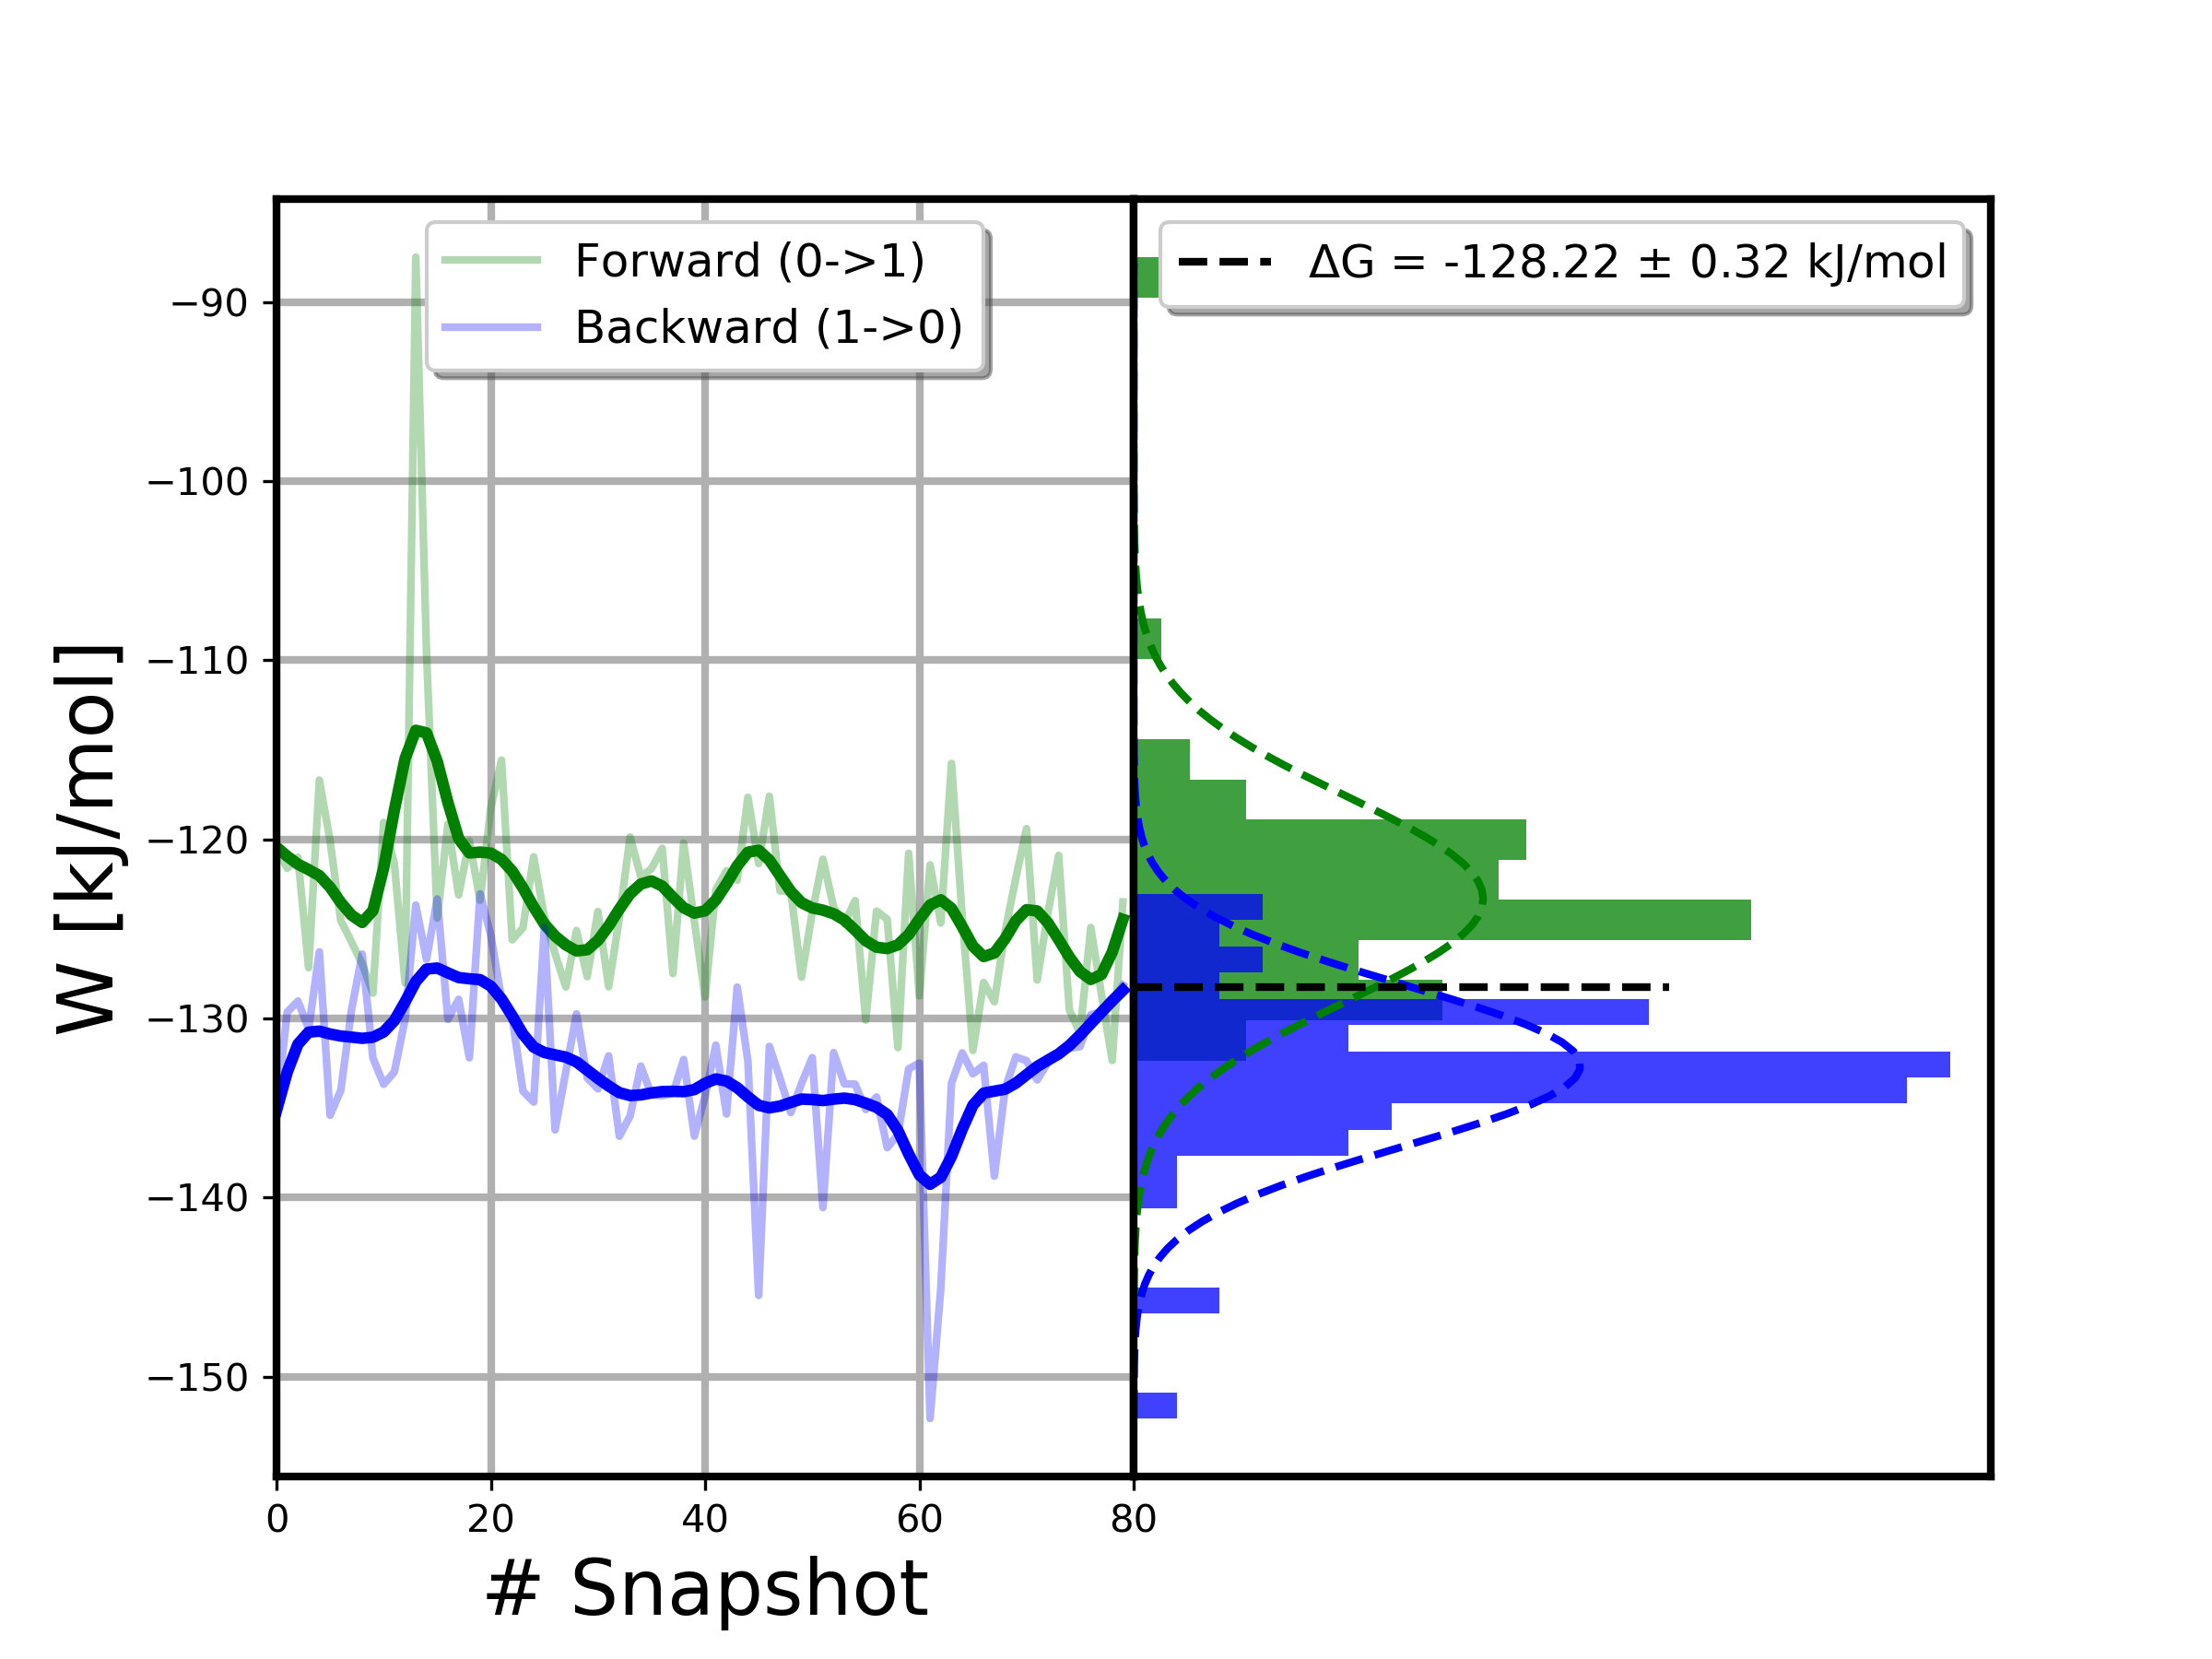 Forward (0->1)
Backward (1->0)
ΔG = -128.22 ± 0.32 kJ/mol
W [kJ/mol]
−90
−100
−110
−120
−130
−140
−150
0 20 40 60 80
# Snapshot